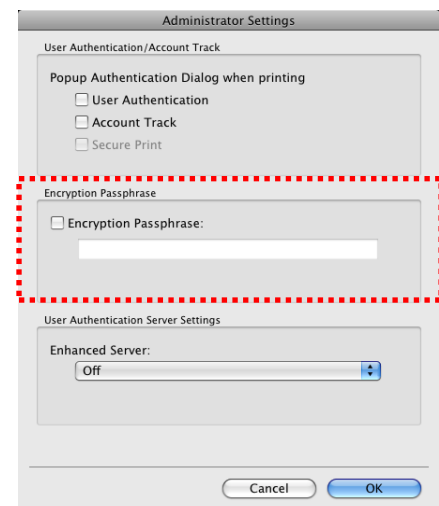 Administrator Settings
User Authentication/Account Track
Popup Authentication Dialog when printing
User Authentication
Account Track
Secure Print
Encryption Passphrase
Encryption Passphrase:
User Authentication Server Settings
Enhanced Server:
Off
Cancel OK